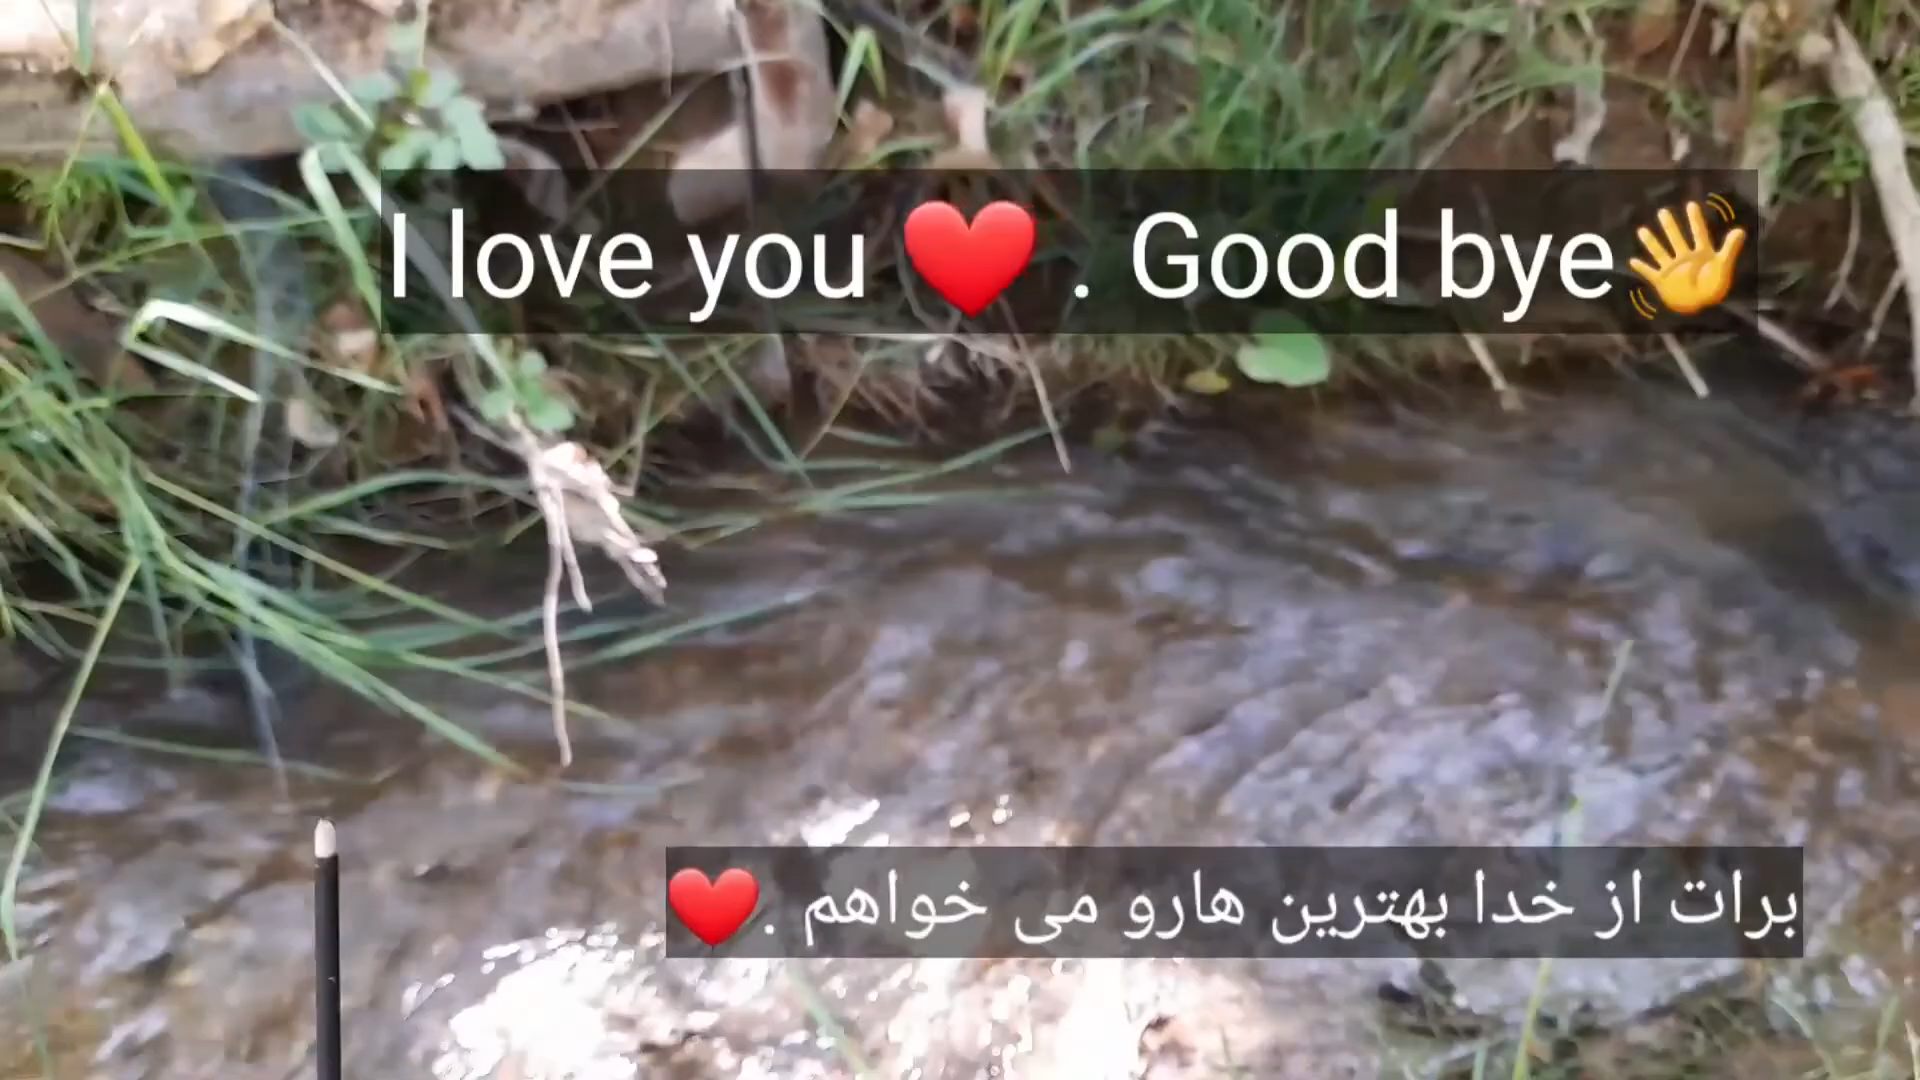 I love you ❤️ . Good bye👋
برات از خدا بهترین هارو می خواهم .❤️